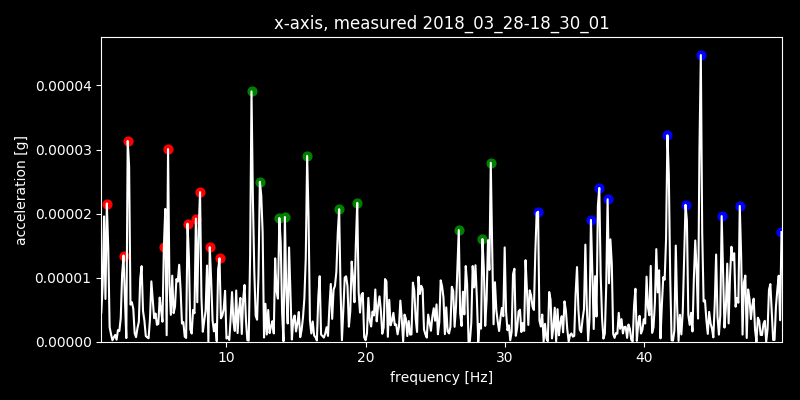 x-axis, measured 2018_03_28-18_30_01
acceleration [g]
0.00004
0.00003
0.00002
0.00001
0.00000
10 20 30 40
frequency [Hz]